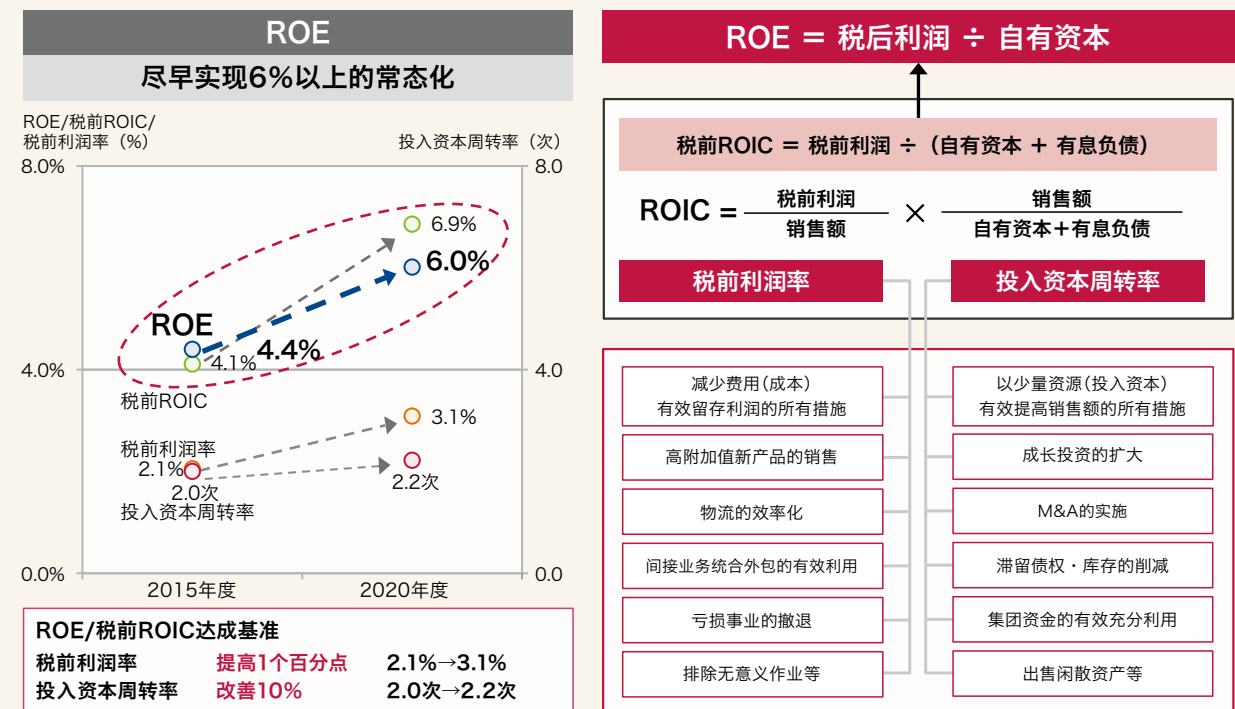 ROE
尽早实现6%以上的常态化
ROE/税前ROIC/
税前利润率（%）
投入资本周转率（次）
8.0%
8.0
6.9%
6.0%
ROE
4.4%
4.1%
4.0%
4.0
税前ROIC
3.1%
税前利润率
2.1%
2.0次
2.2次
投入资本周转率
0.0%
0.0
2015年度
2020年度
ROE/税前ROIC达成基准
税前利润率 提高1个百分点 2.1%→3.1%
投入资本周转率 改善10% 2.0次→2.2次
ROE ＝ 税后利润 ÷ 自有资本
税前ROIC ＝ 税前利润 ÷（自有资本 ＋ 有息负债）
ROIC = 税前利润 / 销售额 × 销售额 / 自有资本＋有息负债
税前利润率
投入资本周转率
减少费用（成本）
有效留存利润的所有措施
高附加值新产品的销售
物流的效率化
间接业务统合外包的有效利用
亏损事业的撤退
排除无意义作业等
以少量资源（投入资本）
有效提高销售额的所有措施
成长投资的扩大
M&A的实施
滞留债权・库存的削减
集团资金的有效充分利用
出售闲散资产等